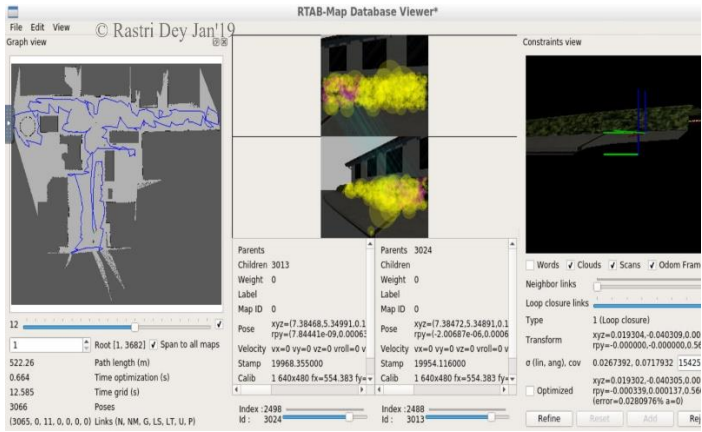 RTAB-Map Database Viewer*
File Edit View
© Rastri Dey Jan'19
Graph view
Constraints view
12
1
Root [1, 3682] Span to all maps
522.26 Path length (m)
0.664 Time optimization (s)
12.585 Time grid (s)
3066 Poses
(3065, 0, 11, 0, 0, 0, 0) Links (N, NM, G, LS, LT, U, P)
Parents
Children 3013
Weight 0
Label
Map ID 0
Pose xyz=(7.38468,5.34991,0.1
rpy=(7.84441e-09,0.0006
Velocity vx=0 vy=0 vz=0 vroll=0 v
Stamp 19968.355000
Calib 1 640x480 fx=554.383 fy=
Index :2498
Id : 3024
Parents 3024
Children
Weight 0
Label
Map ID 0
Pose xyz=(7.38472,5.34891,0.1
rpy=(-2.00687e-06,0.0006
Velocity vx=0 vy=0 vz=0 vroll=0 v
Stamp 19954.116000
Calib 1 640x480 fx=554.383 fy=
Index :2488
Id : 3013
Words Clouds Scans Odom Fram
Neighbor links
Loop closure links
Type 1 (Loop closure)
Transform xyz=0.019304,-0.040309,0.00
rpy=-0.000000,-0.000000,0.56
σ (lin, ang), cov 0.0267392, 0.0717932 15425
Optimized xyz=0.019302,-0.040305,0.00
rpy=-0.000339,0.000137,0.56
(error=0.0280976% a=0)
Refine Reset Add Rej